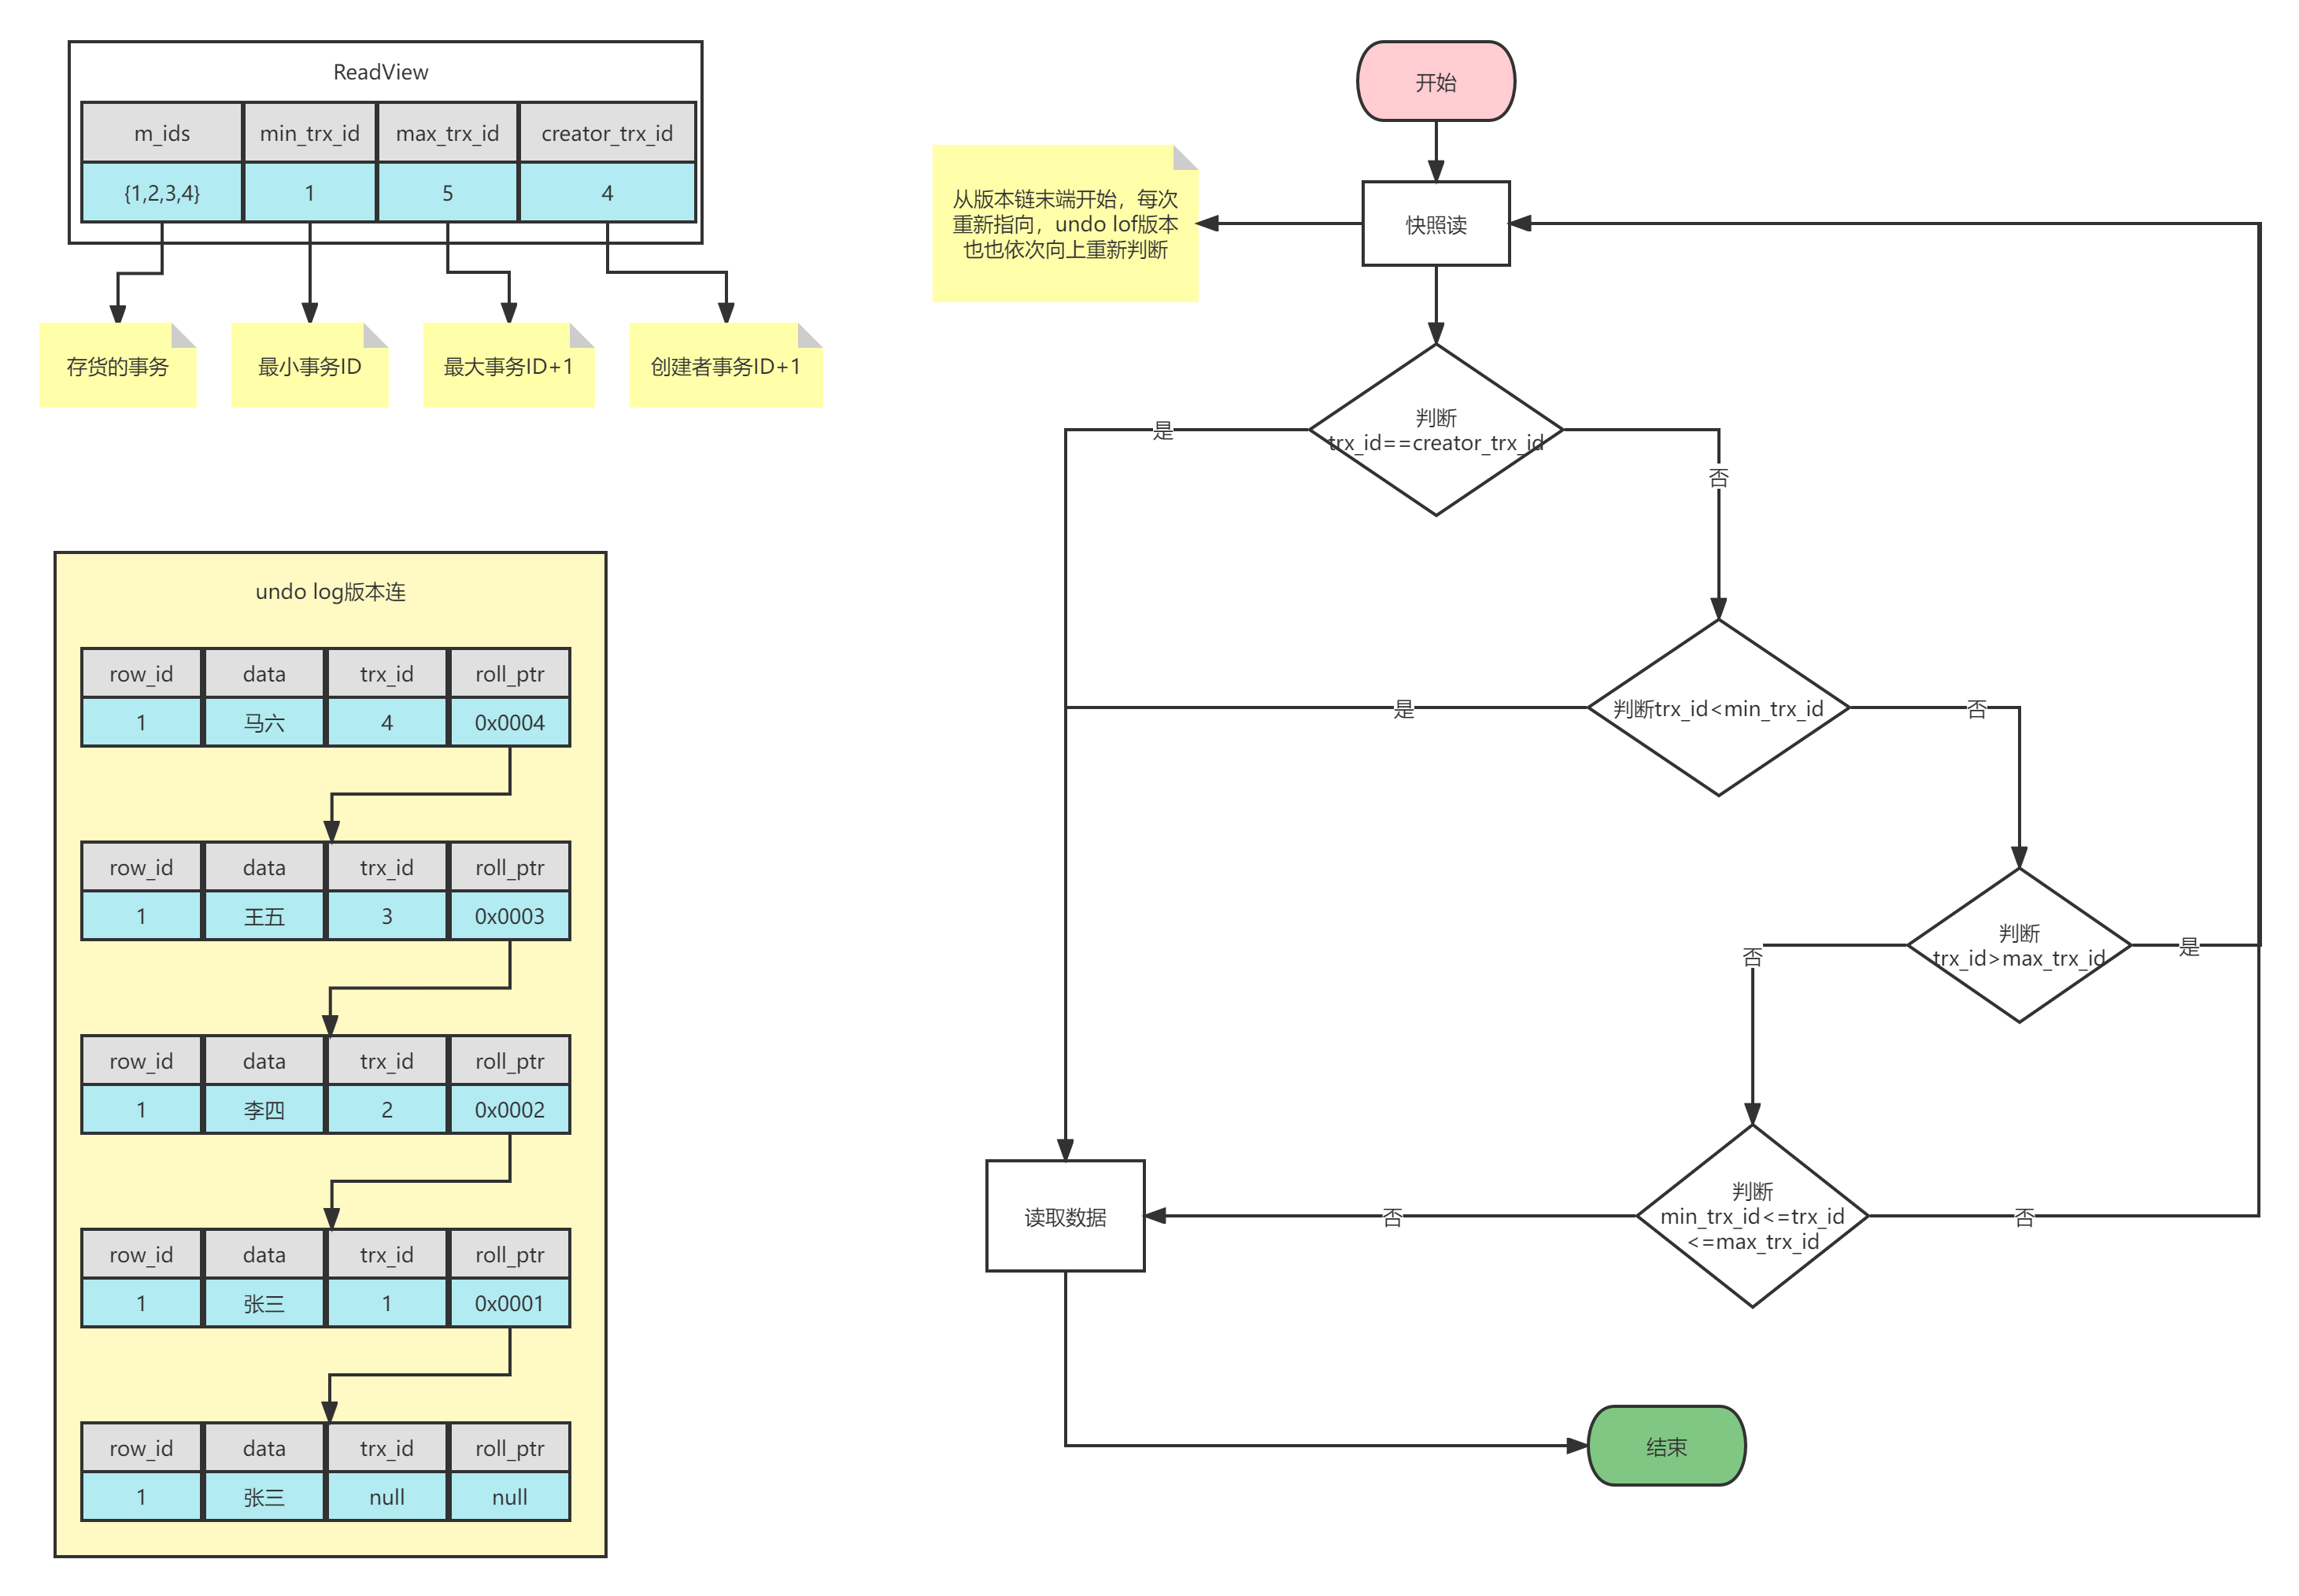 ReadView
m_ids
min_trx_id
max_trx_id
creator_trx_id
{1,2,3,4}
1
5
4
存货的事务
最小事务ID
最大事务ID+1
创建者事务ID+1
undo log版本连
row_id
data
trx_id
roll_ptr
1
马六
4
0x0004
row_id
data
trx_id
roll_ptr
1
王五
3
0x0003
row_id
data
trx_id
roll_ptr
1
李四
2
0x0002
row_id
data
trx_id
roll_ptr
1
张三
1
0x0001
row_id
data
trx_id
roll_ptr
1
张三
null
null
开始
从版本链末端开始，每次
重新指向，undo lof版本
也也依次向上重新判断
快照读
判断
trx_id==creator_trx_id
是
否
判断trx_id<min_trx_id
是
否
判断
trx_id>max_trx_id
否
是
判断
min_trx_id<=trx_id
<=max_trx_id
否
否
读取数据
结束